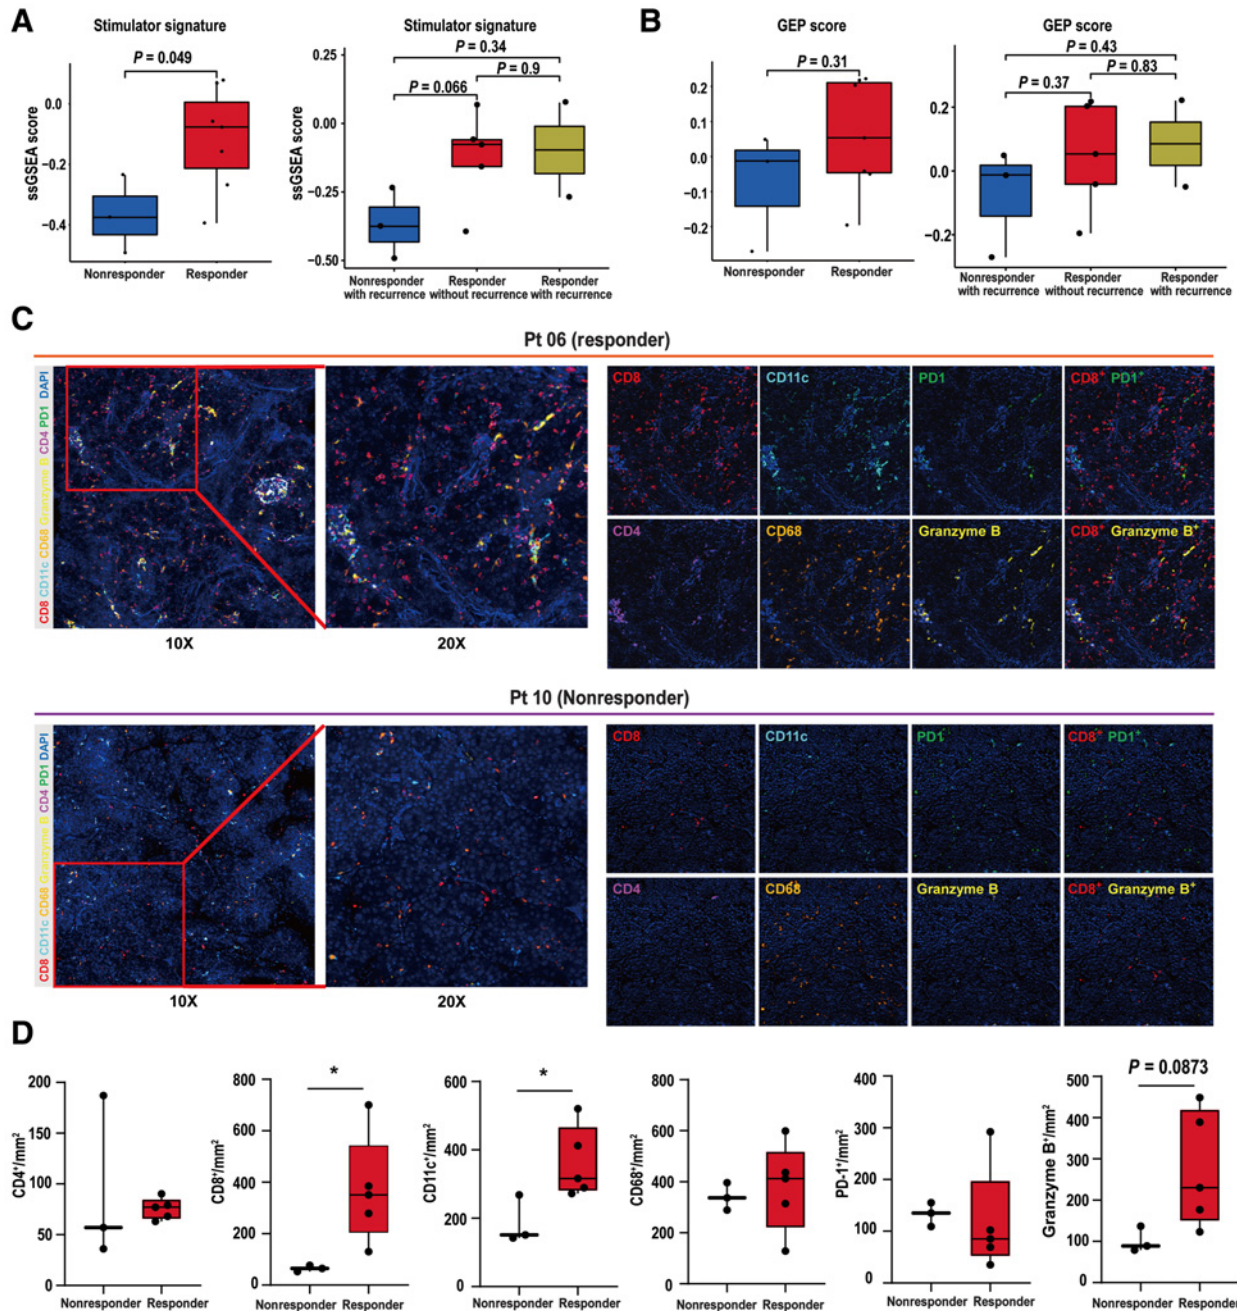 A
Stimulator signature
P = 0.049
ssGSEA score
0.0
−0.2
−0.4
Nonresponder
Responder
Stimulator signature
P = 0.34
P = 0.9
P = 0.066
ssGSEA score
0.25
0.00
−0.25
−0.50
Nonresponder with recurrence
Responder without recurrence
Responder with recurrence
B
GEP score
P = 0.31
0.2
0.1
0.0
−0.1
−0.2
Nonresponder
Responder
GEP score
P = 0.43
P = 0.83
P = 0.37
0.2
0.0
−0.2
Nonresponder with recurrence
Responder without recurrence
Responder with recurrence
C
Pt 06 (responder)
CD8 CD11c CD68 Granzyme B CD4 PD1 DAPI
10X
20X
CD8
CD11c
PD1
CD8⁺ PD1⁺
CD4
CD68
Granzyme B
CD8⁺ Granzyme B⁺
Pt 10 (Nonresponder)
CD8 CD11c CD68 Granzyme B CD4 PD1 DAPI
10X
20X
CD8
CD11c
PD1
CD8⁺ PD1⁺
CD4
CD68
Granzyme B
CD8⁺ Granzyme B⁺
D
CD4⁺/mm²
200
150
100
50
0
Nonresponder Responder
CD8⁺/mm²
800
600
400
200
0
*
Nonresponder Responder
CD11c⁺/mm²
600
400
200
0
*
Nonresponder Responder
CD68⁺/mm²
800
600
400
200
0
Nonresponder Responder
PD-1⁺/mm²
400
300
200
100
0
Nonresponder Responder
Granzyme B⁺/mm²
500
400
300
200
100
0
P = 0.0873
Nonresponder Responder